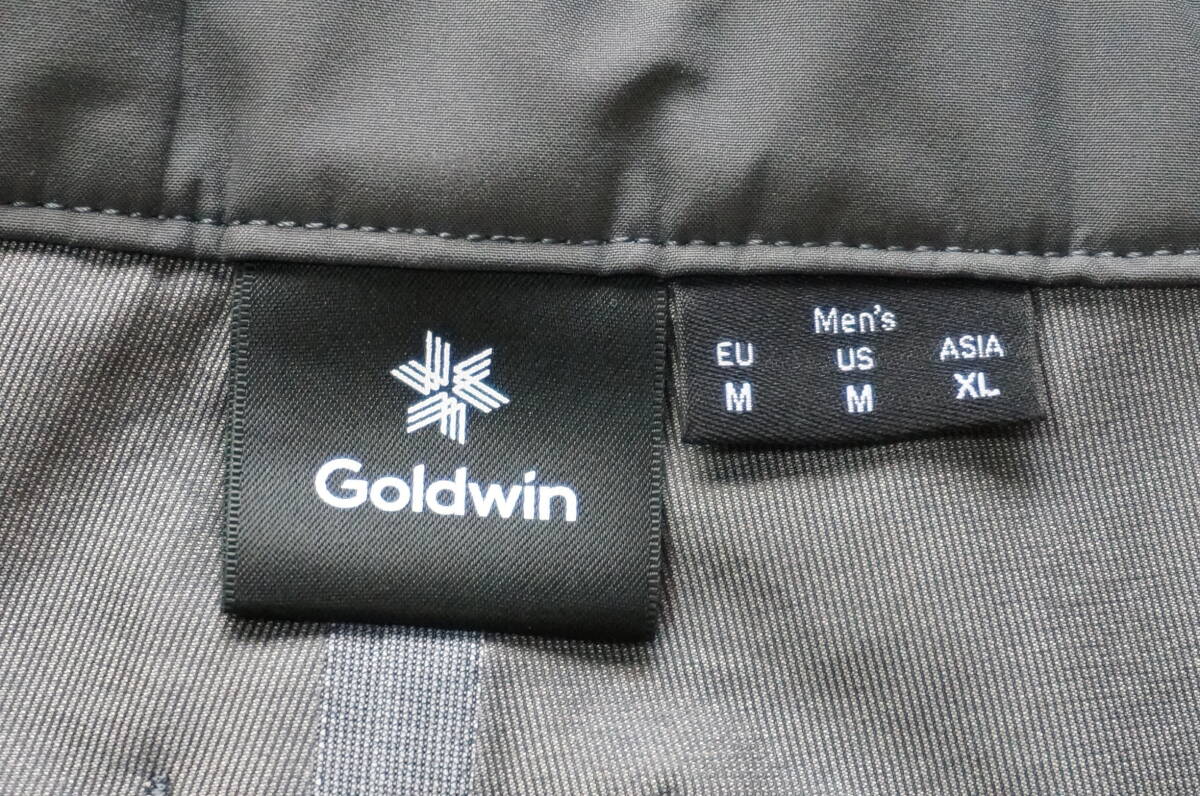 Goldwin
Men's
EU US ASIA
M M XL